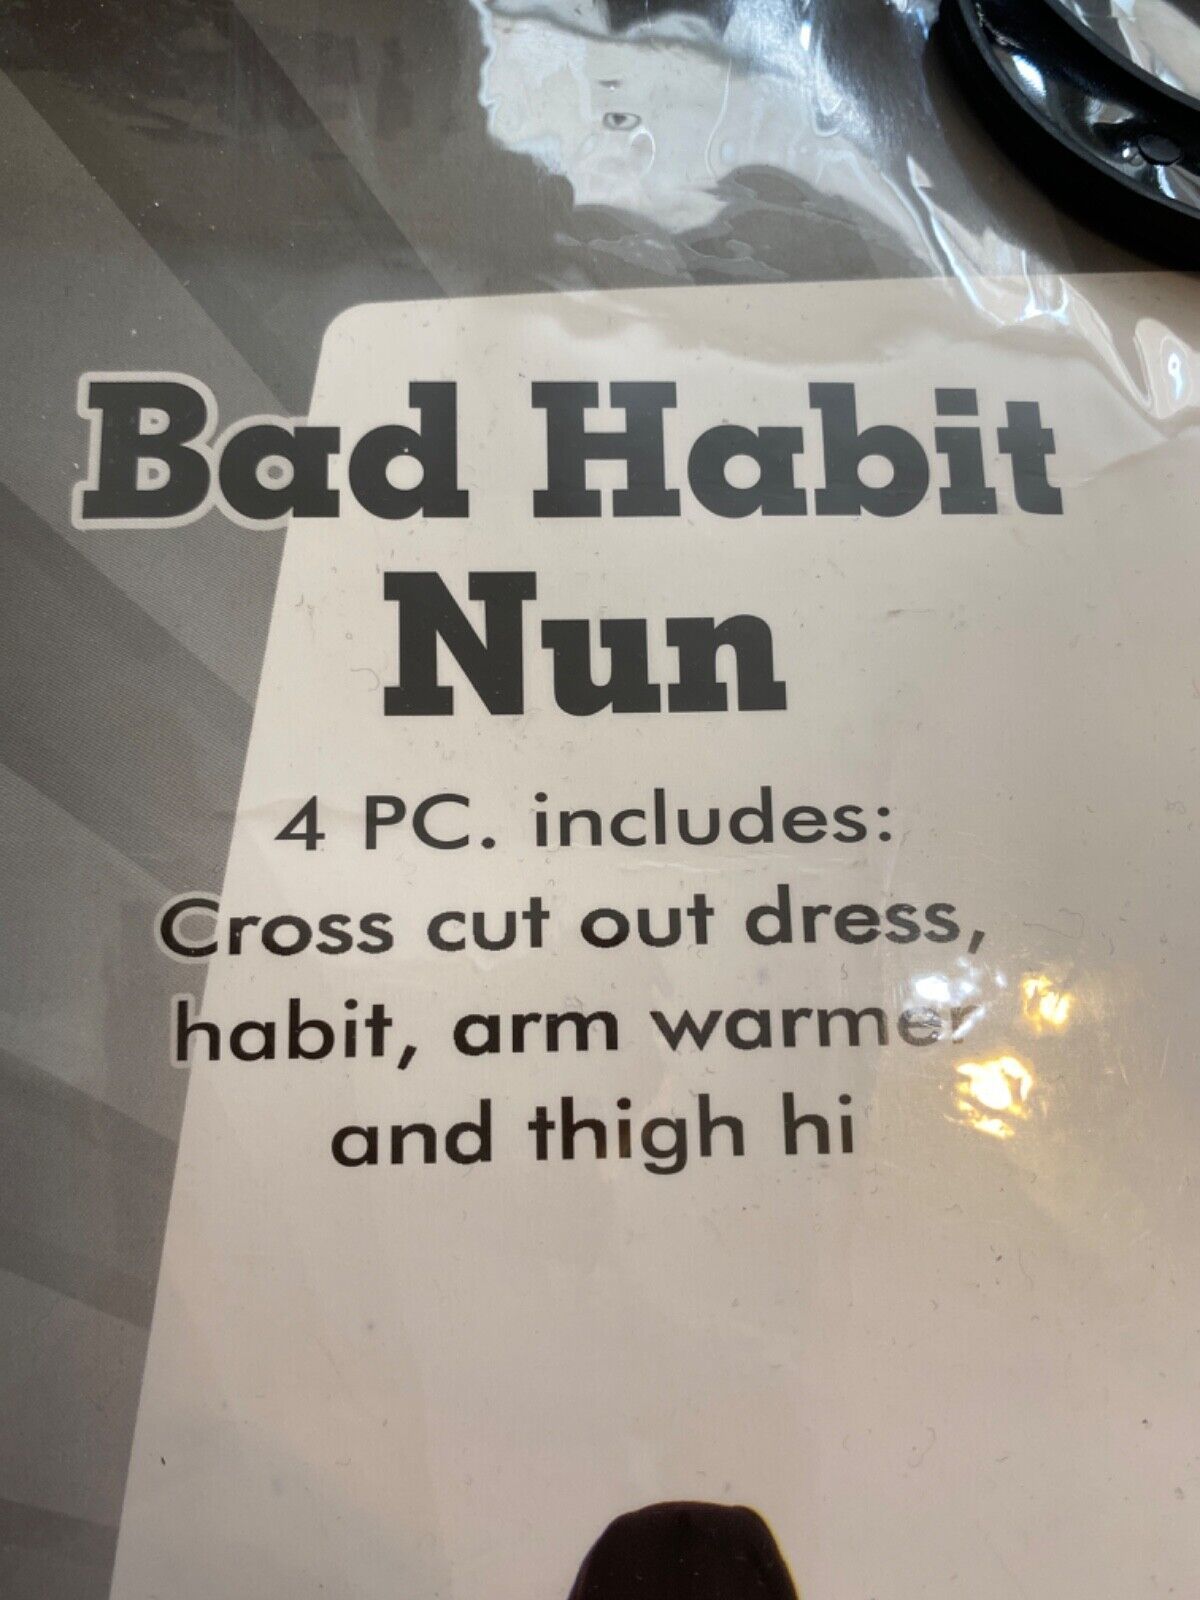 Bad Habit
Nun
4 PC. includes:
Cross cut out dress,
habit, arm warmer
and thigh hi